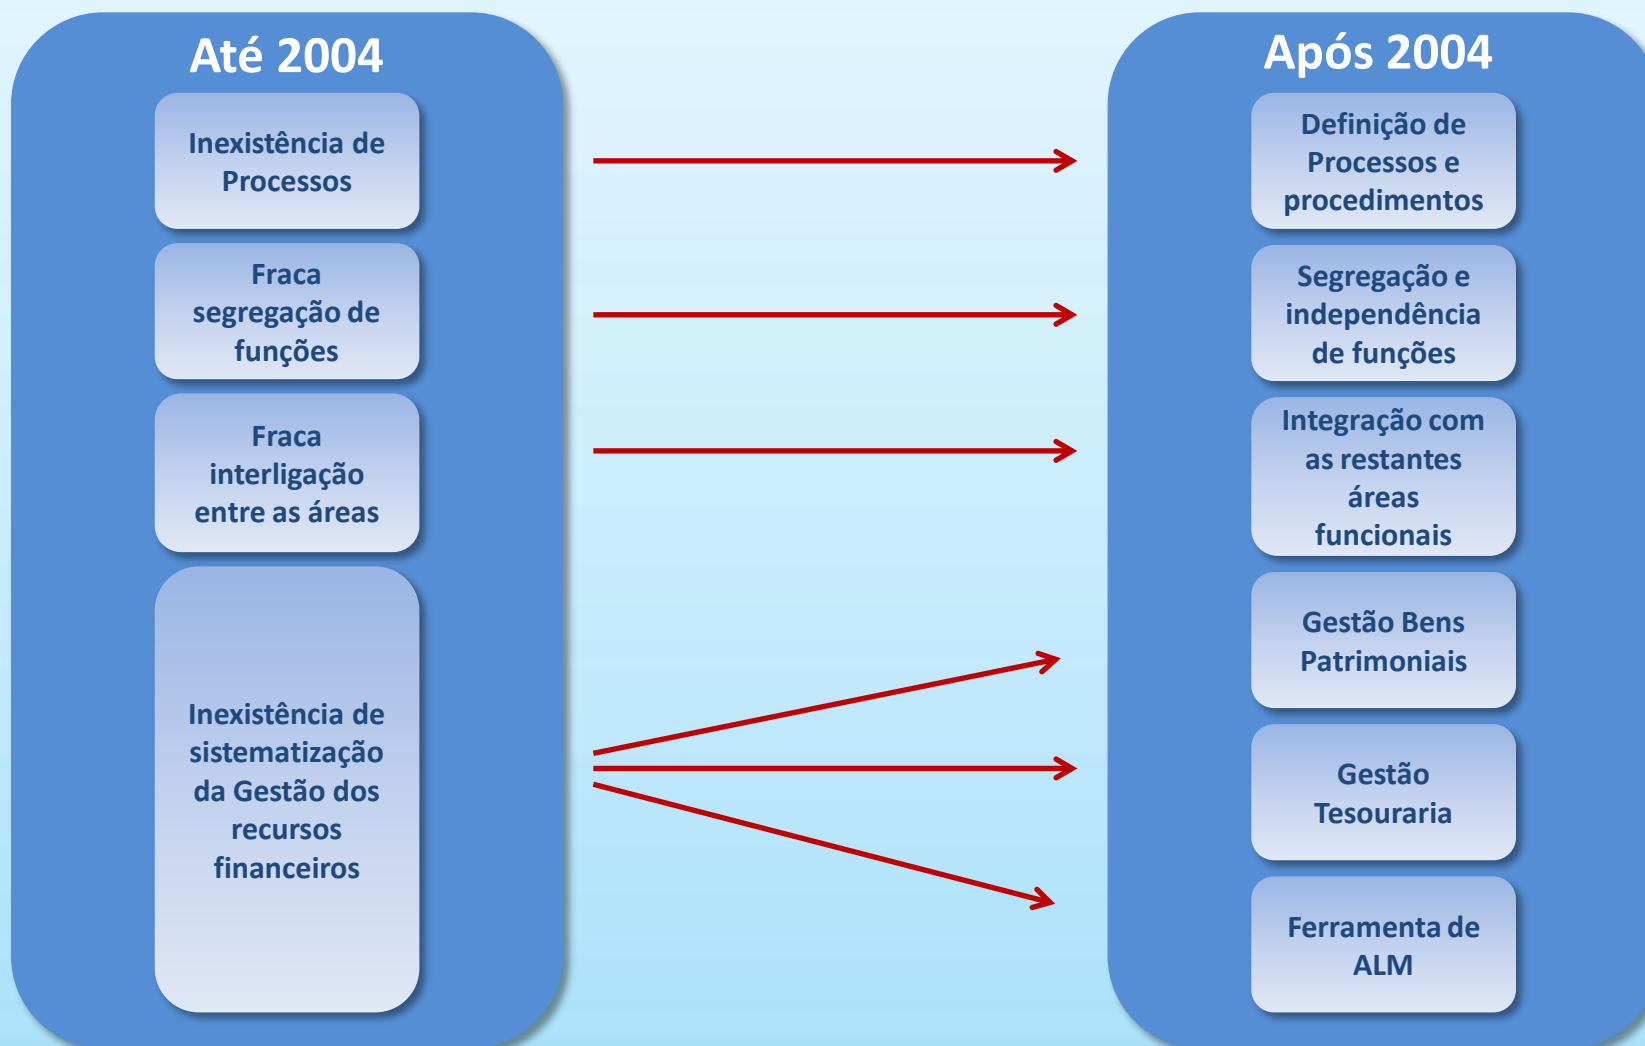 Até 2004
Inexistência de
Processos
Fraca
segregação de
funções
Fraca
interligação
entre as áreas
Inexistência de
sistematização
da Gestão dos
recursos
financeiros
Após 2004
Definição de
Processos e
procedimentos
Segregação e
independência
de funções
Integração com
as restantes
áreas
funcionais
Gestão Bens
Patrimoniais
Gestão
Tesouraria
Ferramenta de
ALM